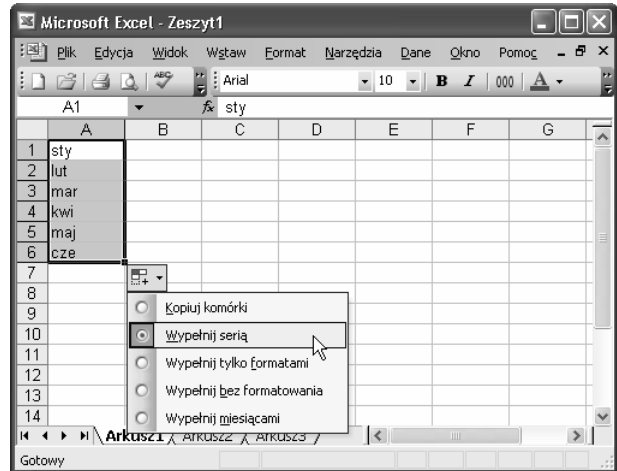 Microsoft Excel - Zeszyt1
Plik Edycja Widok Wstaw Format Narzędzia Dane Okno Pomoc
ABC Arial 10 B I 000 A
A1 fx sty
A B C D E F G
1 sty
2 lut
3 mar
4 kwi
5 maj
6 cze
7
8
9
10
11
12
13
14
Kopiuj komórki
Wypełnij serią
Wypełnij tylko formatami
Wypełnij bez formatowania
Wypełnij miesiącami
Arkusz1 Arkusz2 Arkusz3
Gotowy